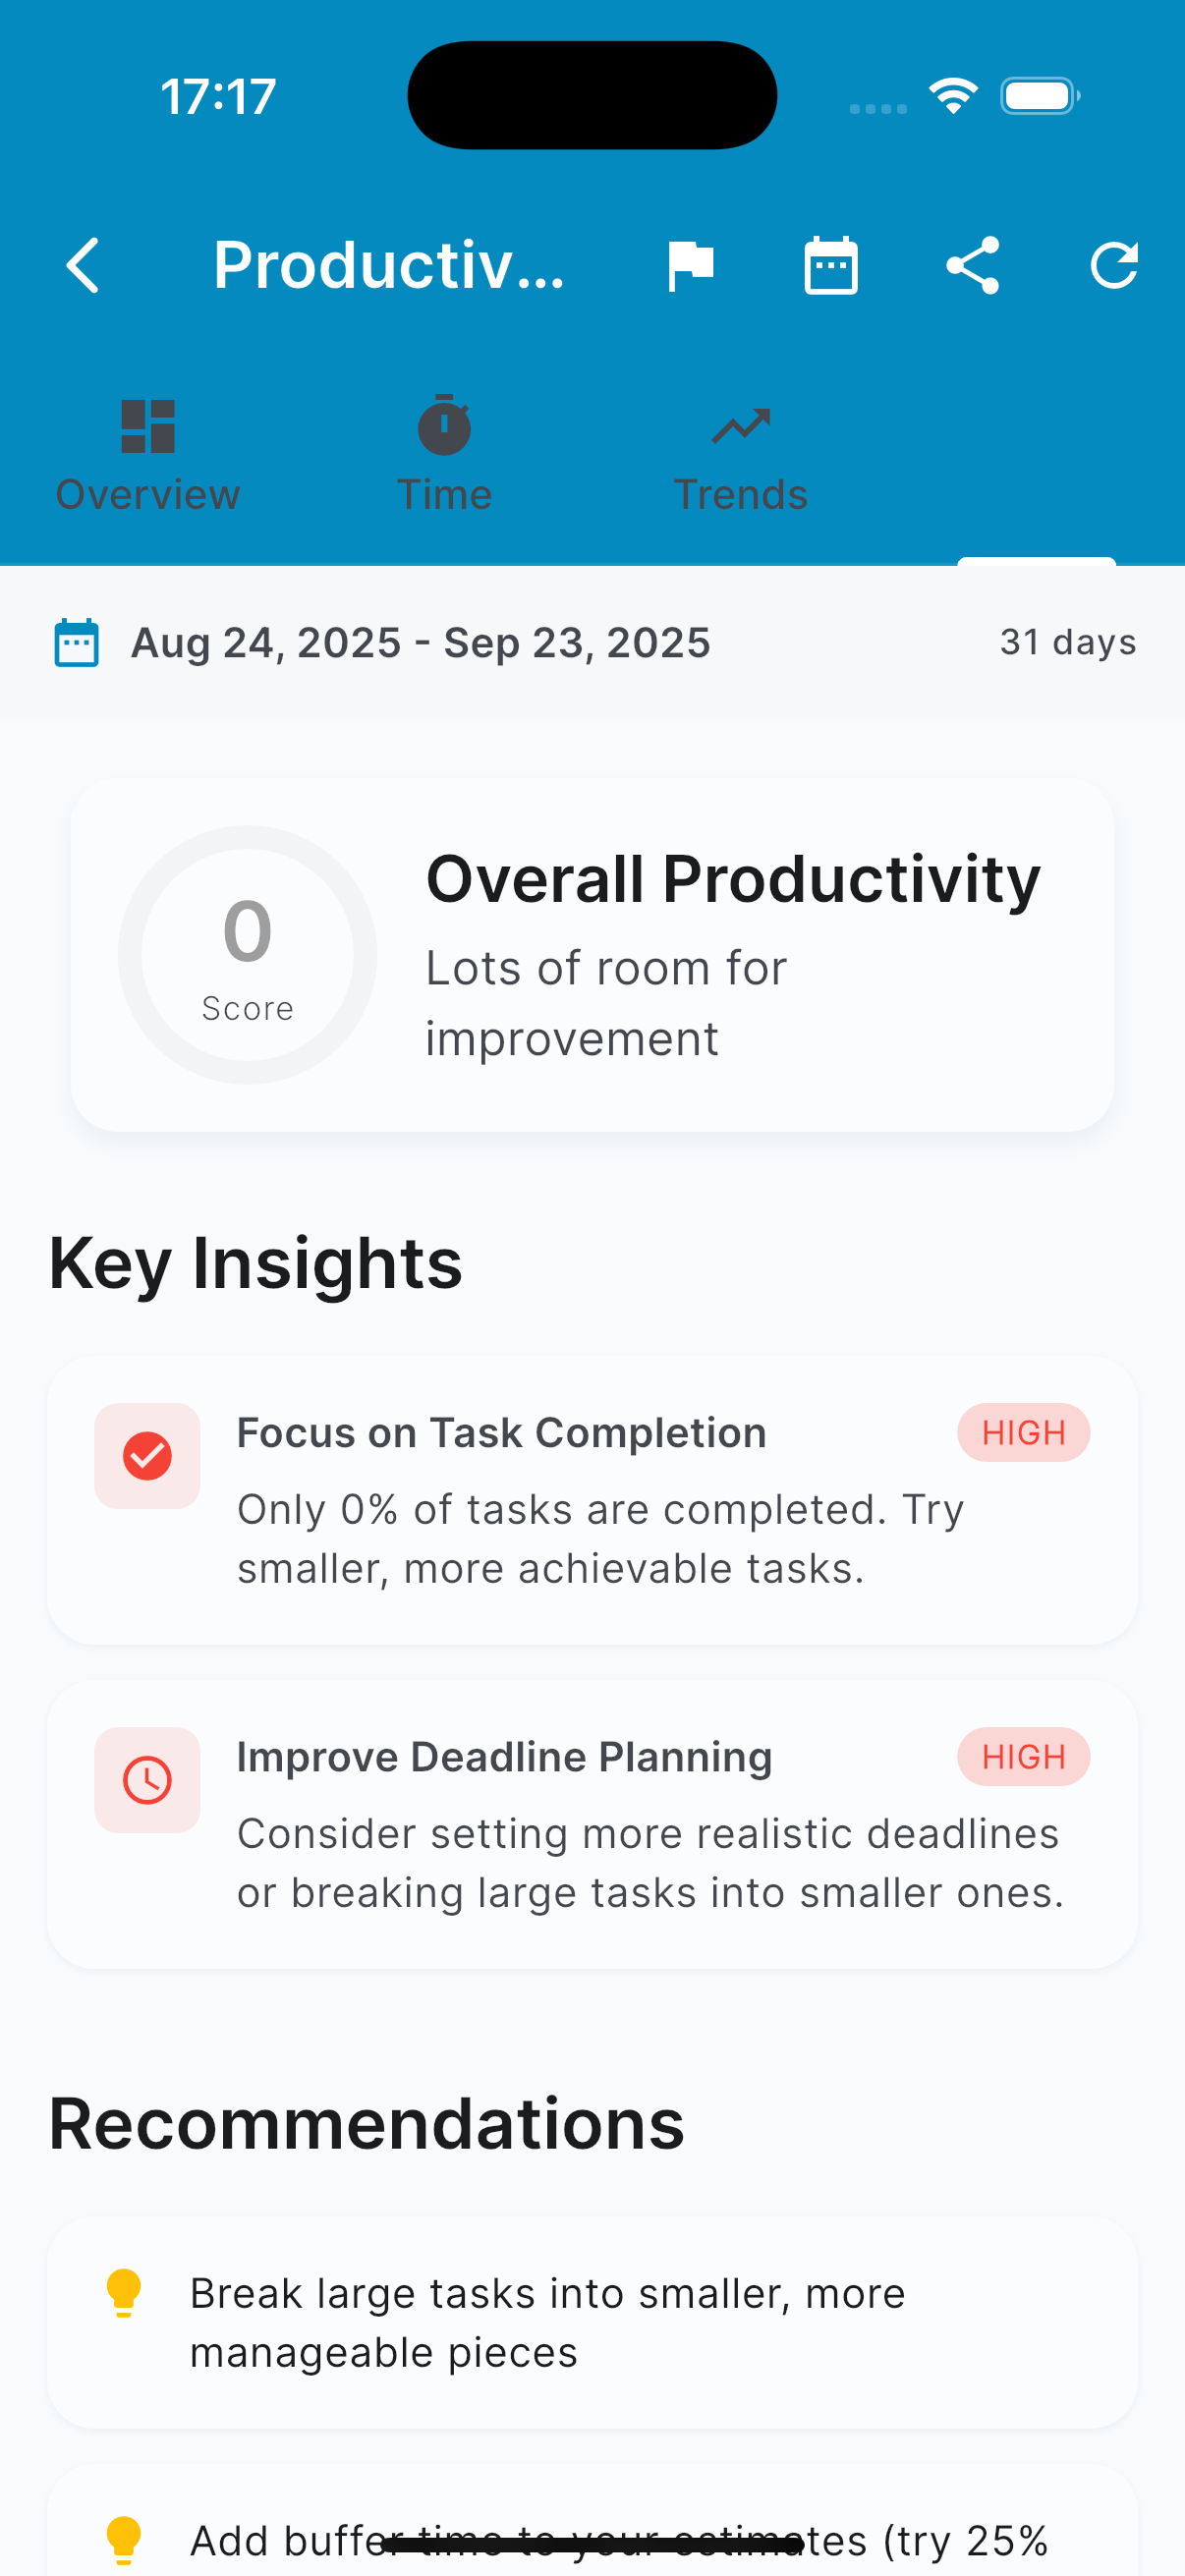 17:17
Productiv...
Overview
Time
Trends
Aug 24, 2025 - Sep 23, 2025
31 days
0
Score
Overall Productivity
Lots of room for
improvement
Key Insights
Focus on Task Completion
HIGH
Only 0% of tasks are completed. Try
smaller, more achievable tasks.
Improve Deadline Planning
HIGH
Consider setting more realistic deadlines
or breaking large tasks into smaller ones.
Recommendations
Break large tasks into smaller, more
manageable pieces
Add buffer time to your estimates (try 25%